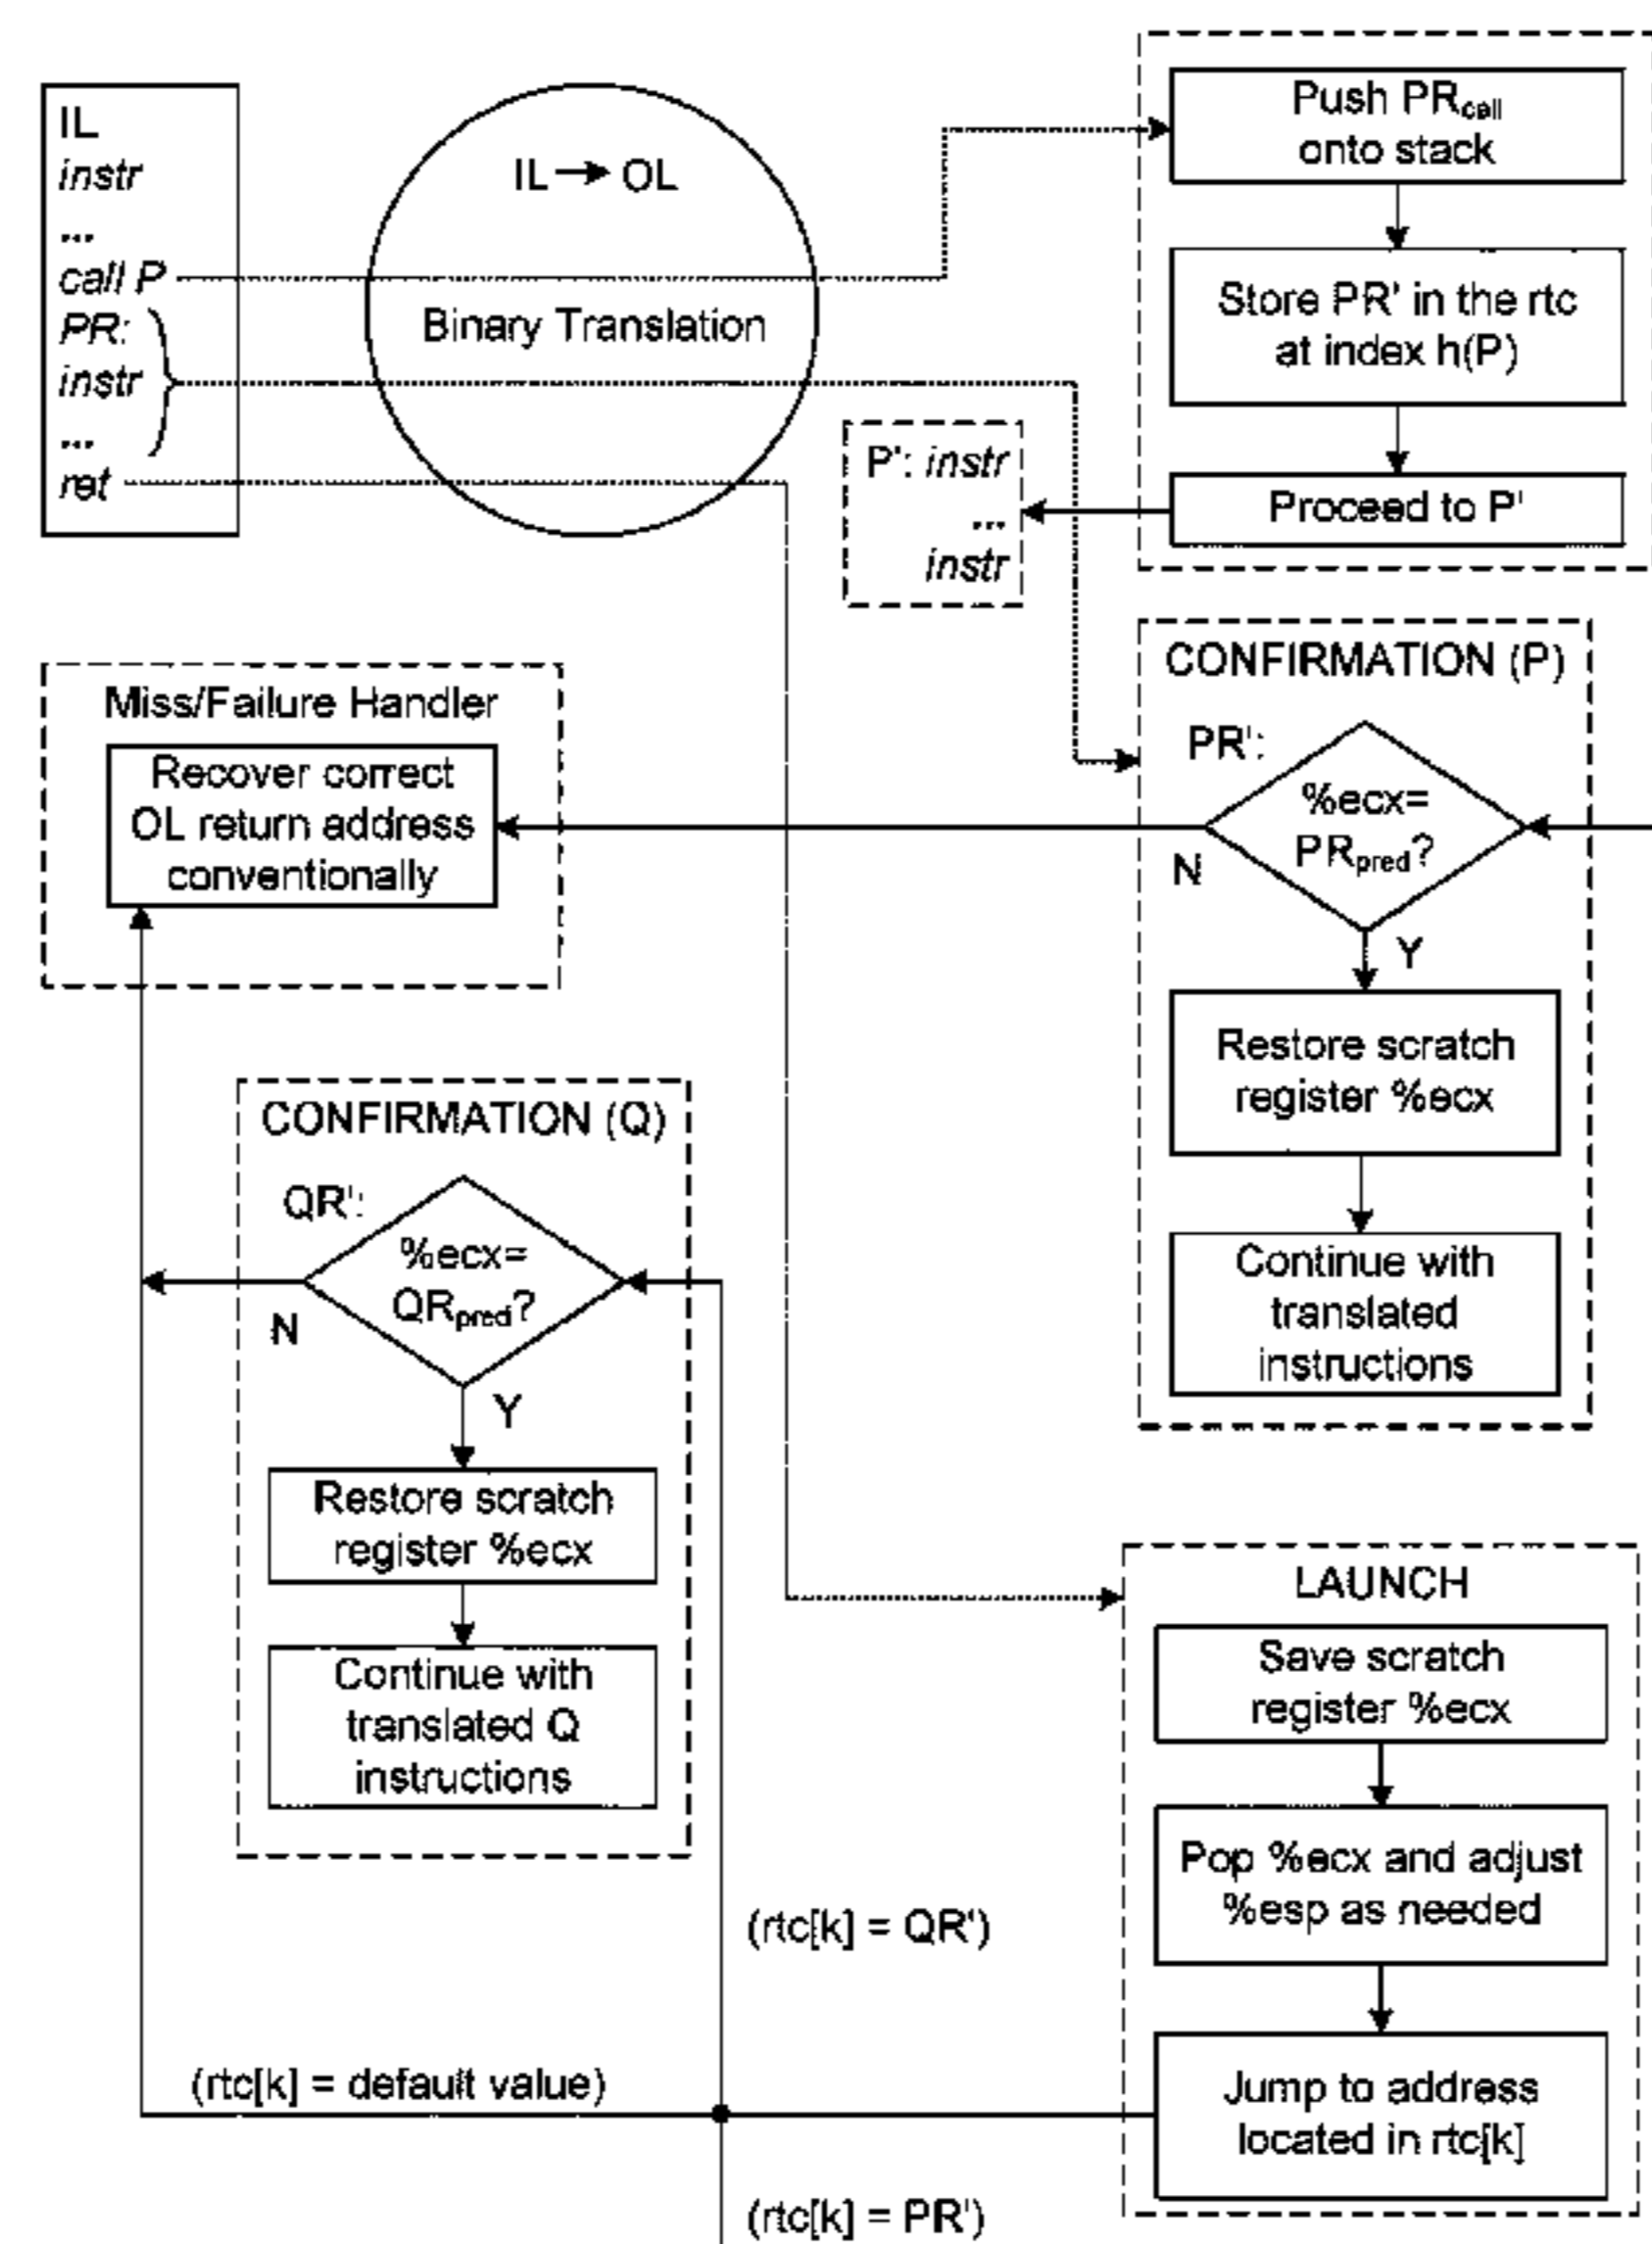 IL
instr
...
call P
PR:
instr
...
ret
IL → OL
Binary Translation
Push PRcall
onto stack
Store PR' in the rtc
at index h(P)
Proceed to P'
P': instr
...
instr
CONFIRMATION (P)
PR':
%ecx=
PRpred?
N
Y
Restore scratch
register %ecx
Continue with
translated
instructions
Miss/Failure Handler
Recover correct
OL return address
conventionally
CONFIRMATION (Q)
QR':
%ecx=
QRpred?
N
Y
Restore scratch
register %ecx
Continue with
translated Q
instructions
LAUNCH
Save scratch
register %ecx
Pop %ecx and adjust
%esp as needed
Jump to address
located in rtc[k]
(rtc[k] = QR')
(rtc[k] = default value)
(rtc[k] = PR')